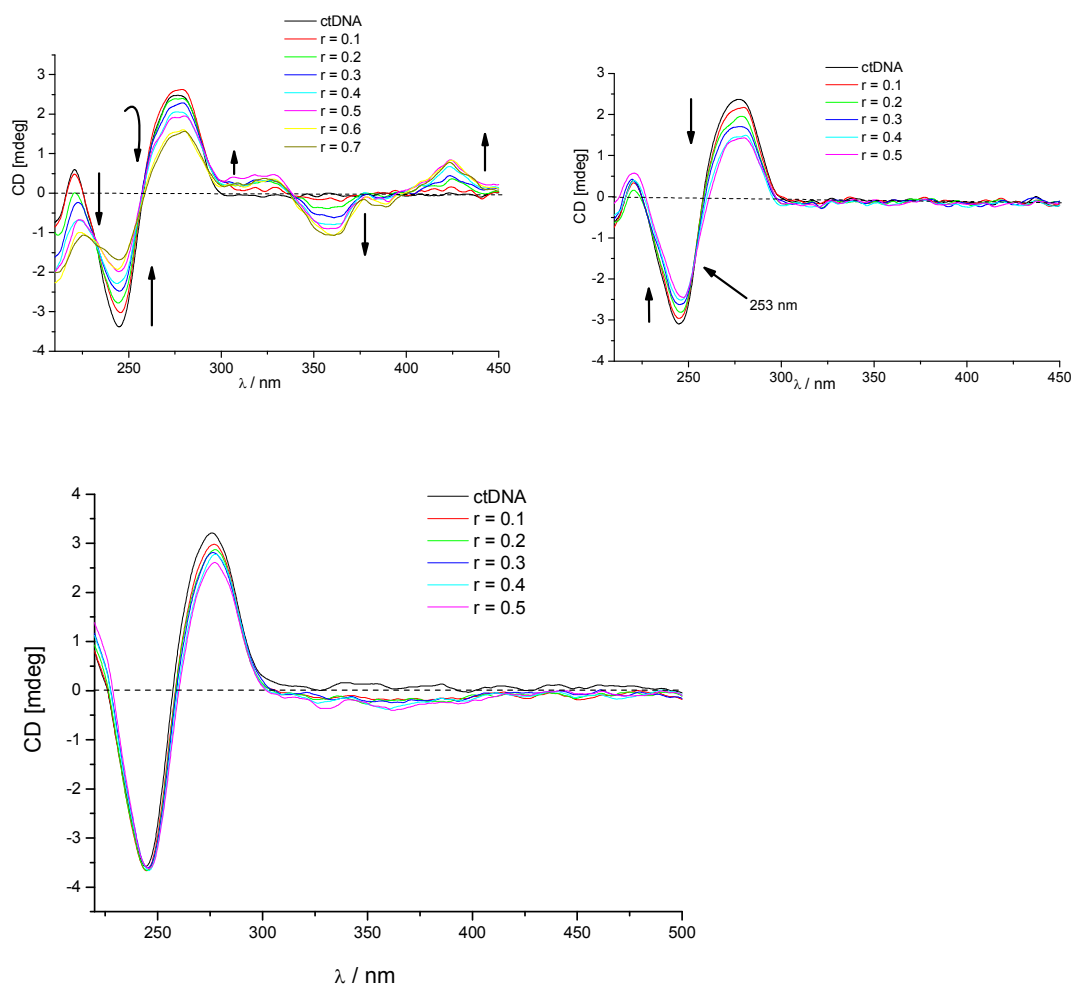 ctDNA
r = 0.1
r = 0.2
r = 0.3
r = 0.4
r = 0.5
r = 0.6
r = 0.7
CD [mdeg]
3
2
1
0
-1
-2
-3
-4
250
300
350
400
450
λ / nm
ctDNA
r = 0.1
r = 0.2
r = 0.3
r = 0.4
r = 0.5
CD [mdeg]
3
2
1
0
-1
-2
-3
-4
253 nm
250
300
350
400
450
λ / nm
ctDNA
r = 0.1
r = 0.2
r = 0.3
r = 0.4
r = 0.5
CD [mdeg]
4
3
2
1
0
-1
-2
-3
-4
250
300
350
400
450
500
λ / nm